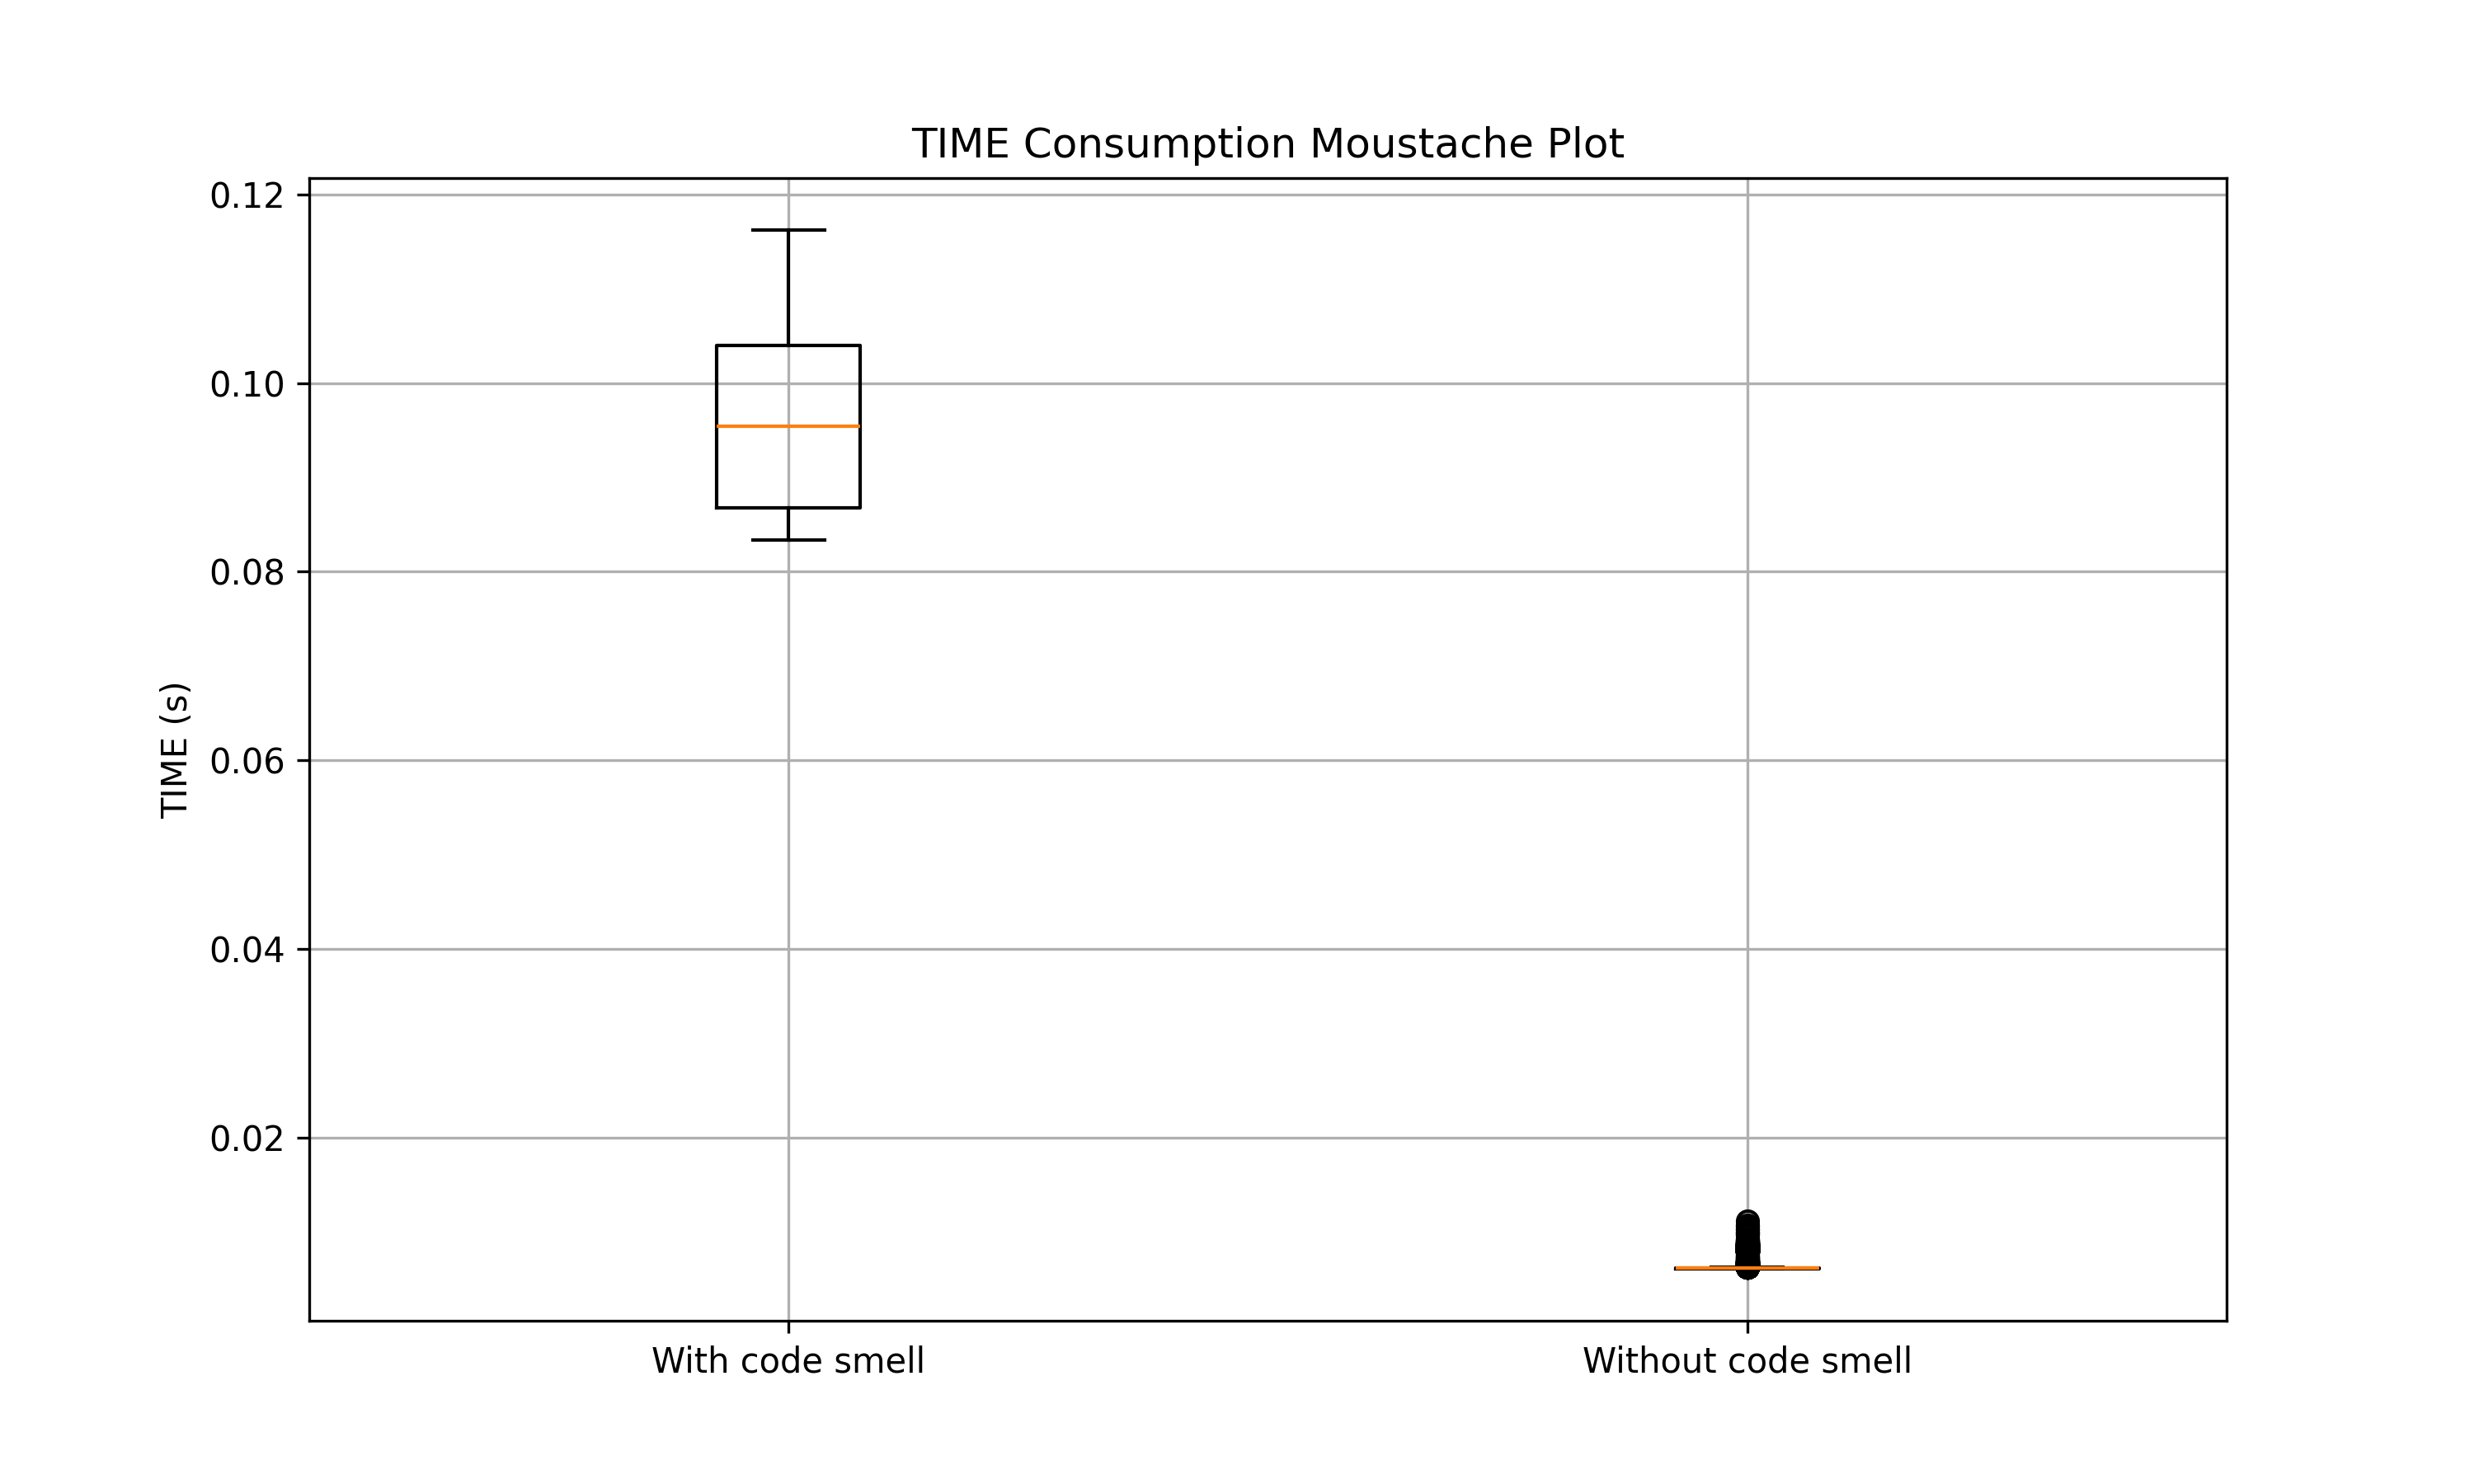 TIME Consumption Moustache Plot
0.12
0.10
0.08
0.06
0.04
0.02
TIME (s)
With code smell
Without code smell